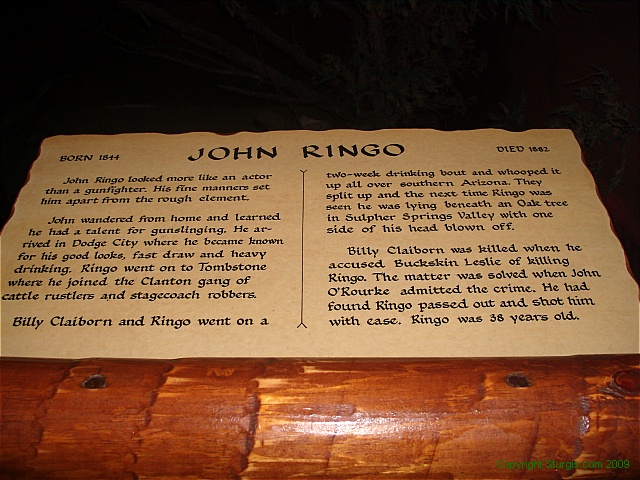 BORN 1844
JOHN RINGO
DIED 1882
John Ringo looked more like an actor
than a gunfighter. His fine manners set
him apart from the rough element.
John wandered from home and learned
he had a talent for gunslinging. He ar-
rived in Dodge City where he became known
for his good looks, fast draw and heavy
drinking. Ringo went on to Tombstone
where he joined the Clanton gang of
cattle rustlers and stagecoach robbers.
Billy Claiborn and Ringo went on a
two-week drinking bout and whooped it
up all over southern Arizona. They
split up and the next time Ringo was
seen he was lying beneath an Oak tree
in Sulpher Springs Valley with one
side of his head blown off.
Billy Claiborn was killed when he
accused Buckskin Leslie of killing
Ringo. The matter was solved when John
O'Rourke admitted the crime. He had
found Ringo passed out and shot him
with ease. Ringo was 38 years old.
Copyright-Sturgis.com 2009